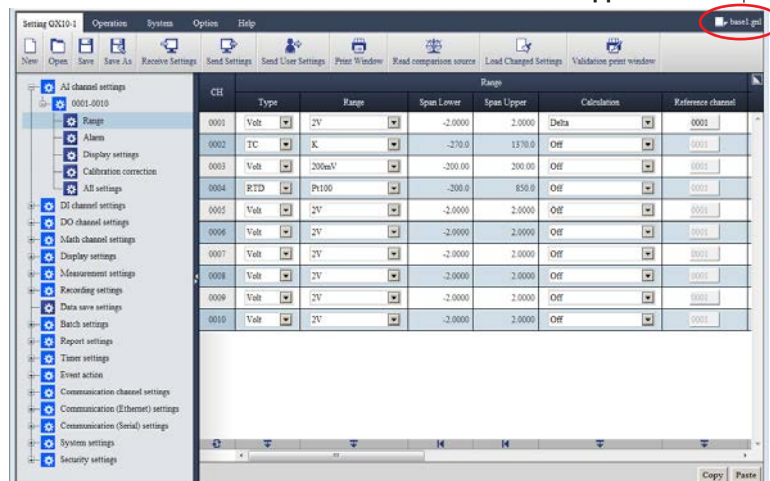 Setting GX10-1 Operation System Option Help base1.gnl
New Open Save Save As Receive Settings Send Settings Send User Settings Print Window Read comparison source Load Changed Settings Validation print window
AI channel settings
0001-0010
Range
Alarm
Display settings
Calibration correction
All settings
DI channel settings
DO channel settings
Math channel settings
Display settings
Measurement settings
Recording settings
Data save settings
Batch settings
Report settings
Timer settings
Event action
Communication channel settings
Communication (Ethernet) settings
Communication (Serial) settings
System settings
Security settings
CH Range
Type Range Span Lower Span Upper Calculation Reference channel
0001 Volt 2V -2.0000 2.0000 Delta 0001
0002 TC K -270.0 1370.0 Off 0001
0003 Volt 200mV -200.00 200.00 Off 0001
0004 RTD Pt100 -200.0 850.0 Off 0001
0005 Volt 2V -2.0000 2.0000 Off 0001
0006 Volt 2V -2.0000 2.0000 Off 0001
0007 Volt 2V -2.0000 2.0000 Off 0001
0008 Volt 2V -2.0000 2.0000 Off 0001
0009 Volt 2V -2.0000 2.0000 Off 0001
0010 Volt 2V -2.0000 2.0000 Off 0001
Copy Paste